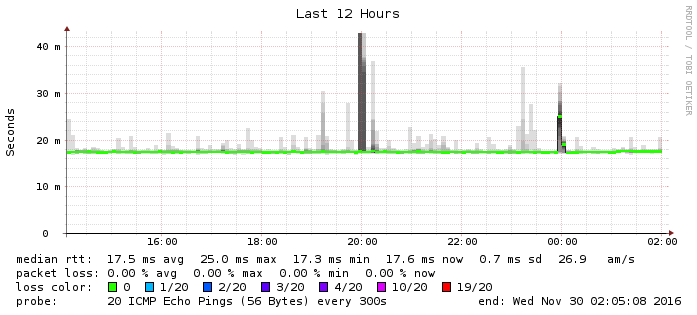 Last 12 Hours
RRDTOOL / TOBI OETIKER
Seconds
40 m
30 m
20 m
10 m
0
16:00 18:00 20:00 22:00 00:00 02:00
median rtt: 17.5 ms avg 25.0 ms max 17.3 ms min 17.6 ms now 0.7 ms sd 26.9 am/s
packet loss: 0.00 % avg 0.00 % max 0.00 % min 0.00 % now
loss color: 0 1/20 2/20 3/20 4/20 10/20 19/20
probe: 20 ICMP Echo Pings (56 Bytes) every 300s end: Wed Nov 30 02:05:08 2016